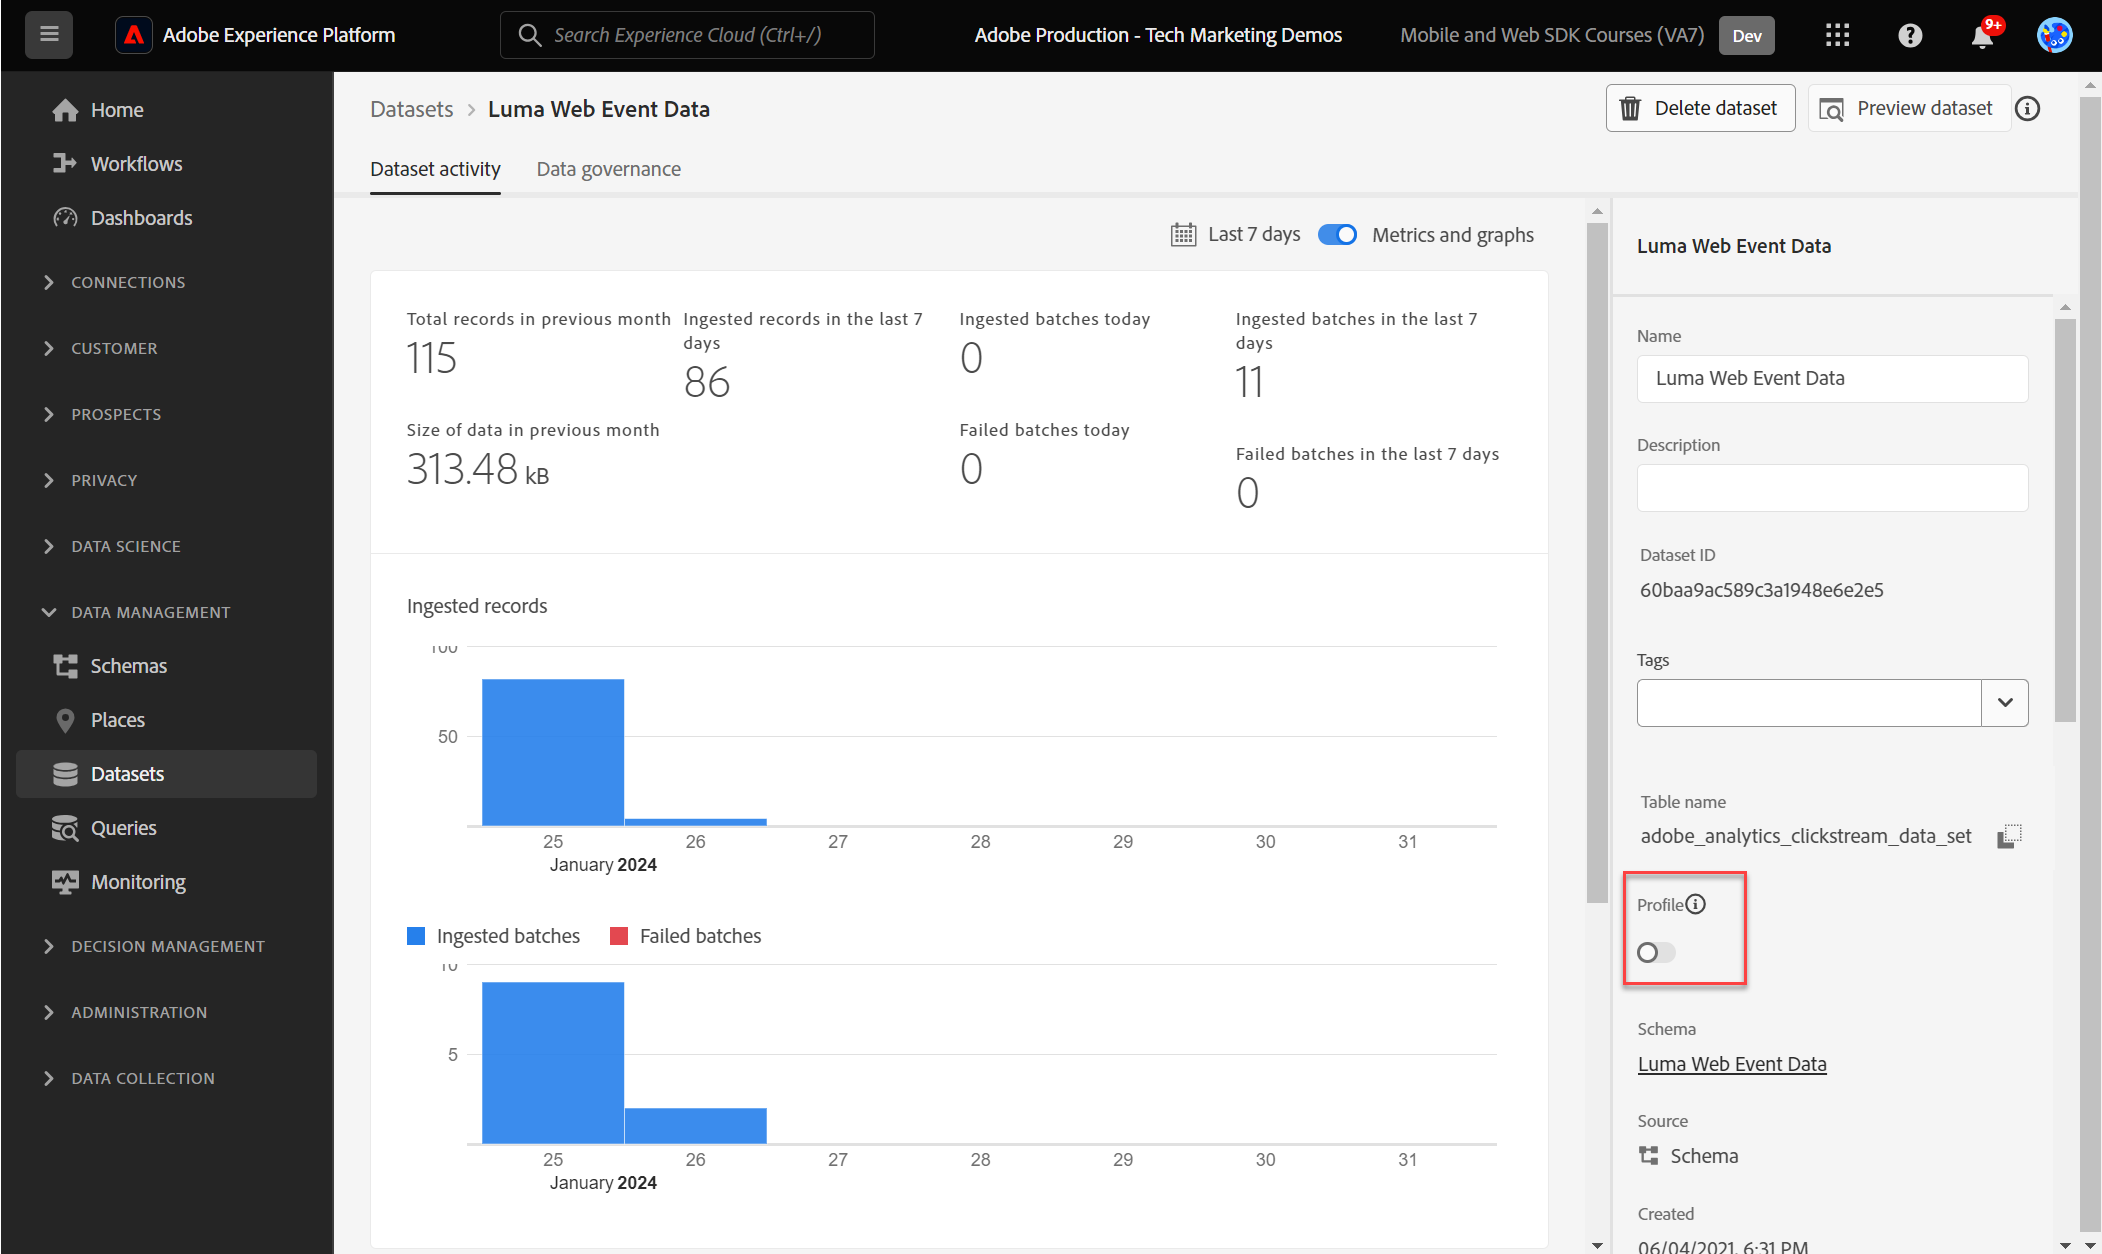 Adobe Experience Platform
Search Experience Cloud (Ctrl+/)
Adobe Production - Tech Marketing Demos
Mobile and Web SDK Courses (VA7)
Dev
9+
Home
Workflows
Dashboards
CONNECTIONS
CUSTOMER
PROSPECTS
PRIVACY
DATA SCIENCE
DATA MANAGEMENT
Schemas
Places
Datasets
Queries
Monitoring
DECISION MANAGEMENT
ADMINISTRATION
DATA COLLECTION
Datasets > Luma Web Event Data
Delete dataset
Preview dataset
Dataset activity
Data governance
Last 7 days
Metrics and graphs
Total records in previous month
115
Ingested records in the last 7
days
86
Ingested batches today
0
Ingested batches in the last 7
days
11
Size of data in previous month
313.48 kB
Failed batches today
0
Failed batches in the last 7 days
0
Ingested records
100
50
25 26 27 28 29 30 31
January 2024
Ingested batches
Failed batches
10
5
25 26 27 28 29 30 31
January 2024
Luma Web Event Data
Name
Luma Web Event Data
Description
Dataset ID
60baa9ac589c3a1948e6e2e5
Tags
Table name
adobe_analytics_clickstream_data_set
Profile
Schema
Luma Web Event Data
Source
Schema
Created
06/04/2021, 6:31 PM